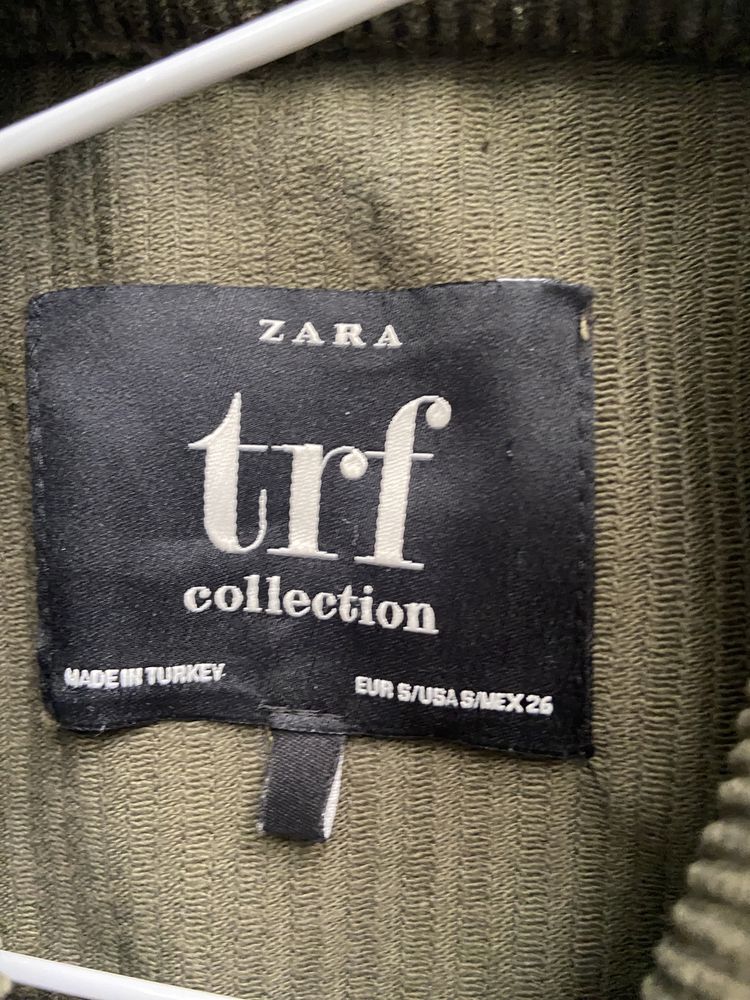 ZARA
trf
collection
MADE IN TURKEY
EUR S/USA S/MEX 26